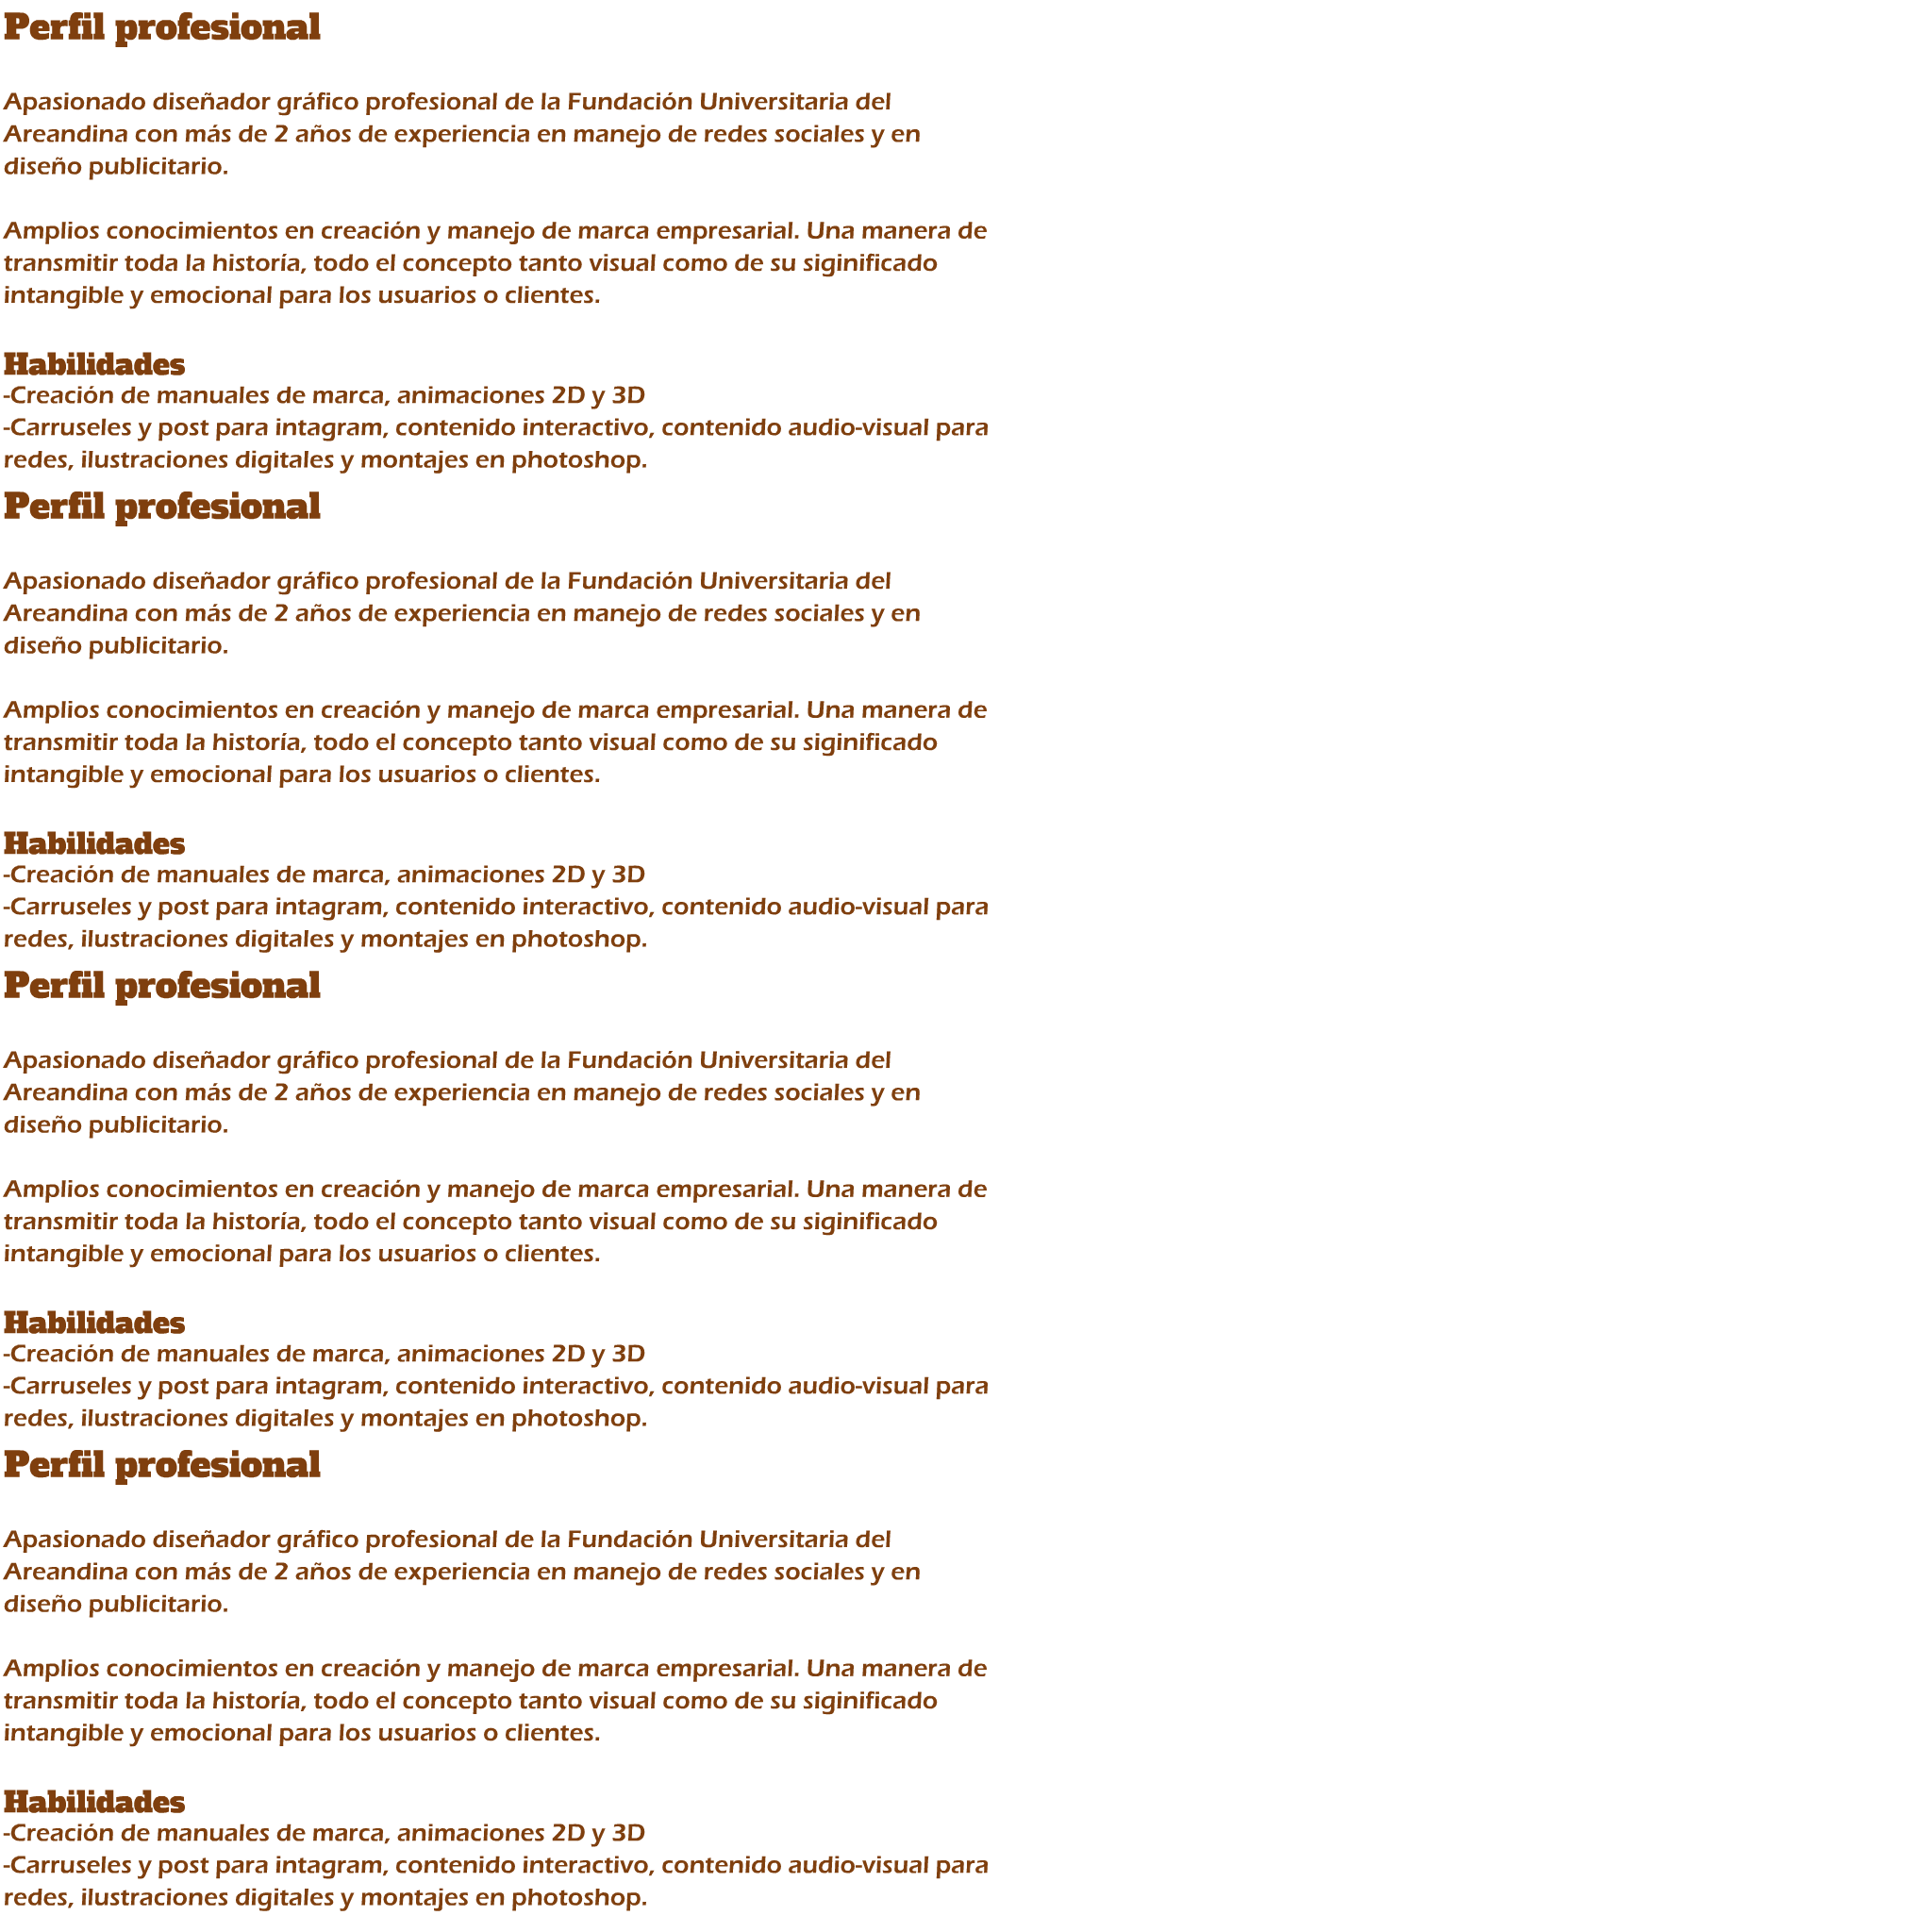 Perfil profesional
Apasionado diseñador gráfico profesional de la Fundación Universitaria del
Areandina con más de 2 años de experiencia en manejo de redes sociales y en
diseño publicitario.
Amplios conocimientos en creación y manejo de marca empresarial. Una manera de
transmitir toda la historía, todo el concepto tanto visual como de su siginificado
intangible y emocional para los usuarios o clientes.
Habilidades
-Creación de manuales de marca, animaciones 2D y 3D
-Carruseles y post para intagram, contenido interactivo, contenido audio-visual para
redes, ilustraciones digitales y montajes en photoshop.
Perfil profesional
Apasionado diseñador gráfico profesional de la Fundación Universitaria del
Areandina con más de 2 años de experiencia en manejo de redes sociales y en
diseño publicitario.
Amplios conocimientos en creación y manejo de marca empresarial. Una manera de
transmitir toda la historía, todo el concepto tanto visual como de su siginificado
intangible y emocional para los usuarios o clientes.
Habilidades
-Creación de manuales de marca, animaciones 2D y 3D
-Carruseles y post para intagram, contenido interactivo, contenido audio-visual para
redes, ilustraciones digitales y montajes en photoshop.
Perfil profesional
Apasionado diseñador gráfico profesional de la Fundación Universitaria del
Areandina con más de 2 años de experiencia en manejo de redes sociales y en
diseño publicitario.
Amplios conocimientos en creación y manejo de marca empresarial. Una manera de
transmitir toda la historía, todo el concepto tanto visual como de su siginificado
intangible y emocional para los usuarios o clientes.
Habilidades
-Creación de manuales de marca, animaciones 2D y 3D
-Carruseles y post para intagram, contenido interactivo, contenido audio-visual para
redes, ilustraciones digitales y montajes en photoshop.
Perfil profesional
Apasionado diseñador gráfico profesional de la Fundación Universitaria del
Areandina con más de 2 años de experiencia en manejo de redes sociales y en
diseño publicitario.
Amplios conocimientos en creación y manejo de marca empresarial. Una manera de
transmitir toda la historía, todo el concepto tanto visual como de su siginificado
intangible y emocional para los usuarios o clientes.
Habilidades
-Creación de manuales de marca, animaciones 2D y 3D
-Carruseles y post para intagram, contenido interactivo, contenido audio-visual para
redes, ilustraciones digitales y montajes en photoshop.